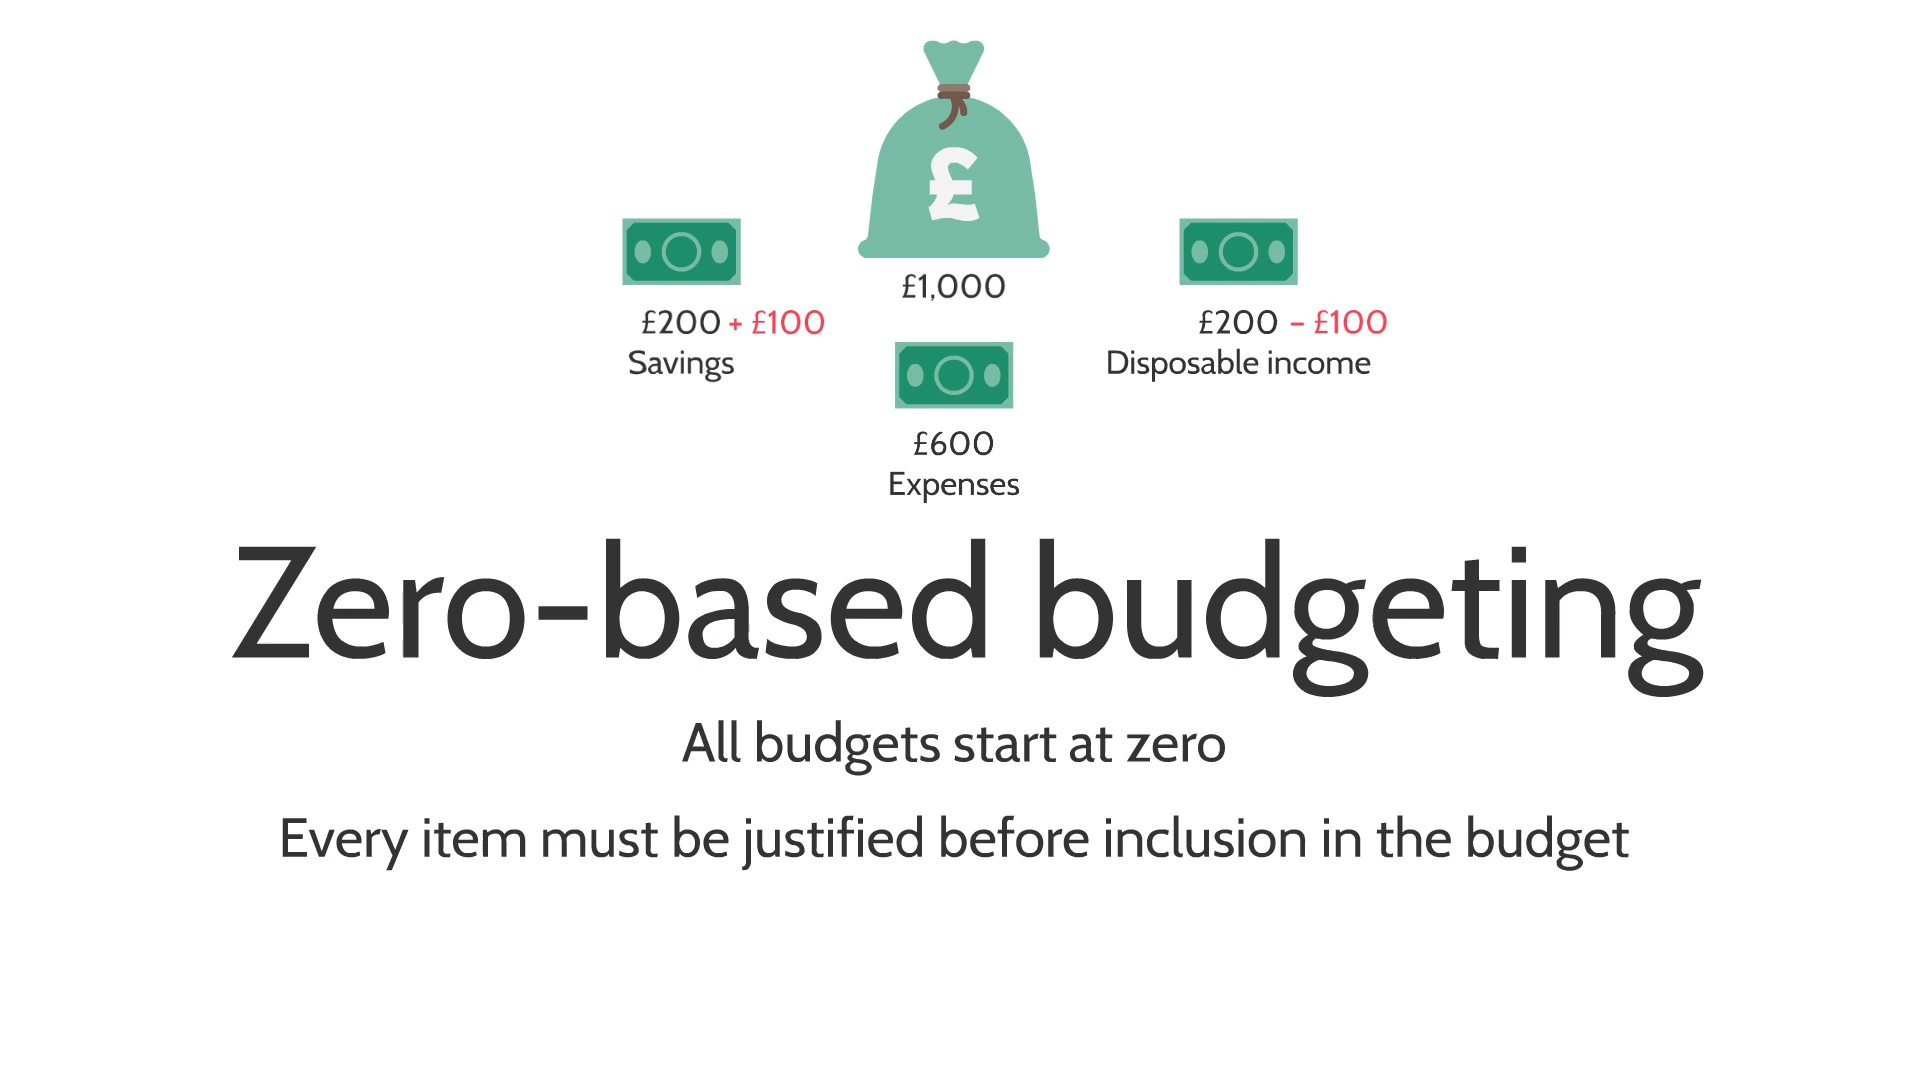 £
£1,000
£200 + £100
Savings
£200 – £100
Disposable income
£600
Expenses
Zero-based budgeting
All budgets start at zero
Every item must be justified before inclusion in the budget